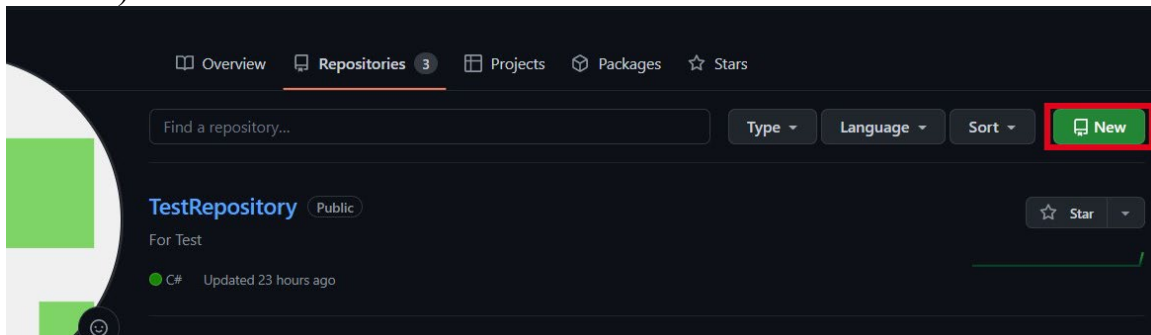 Overview Repositories 3 Projects Packages Stars
Find a repository... Type Language Sort New
TestRepository Public Star
For Test
C# Updated 23 hours ago